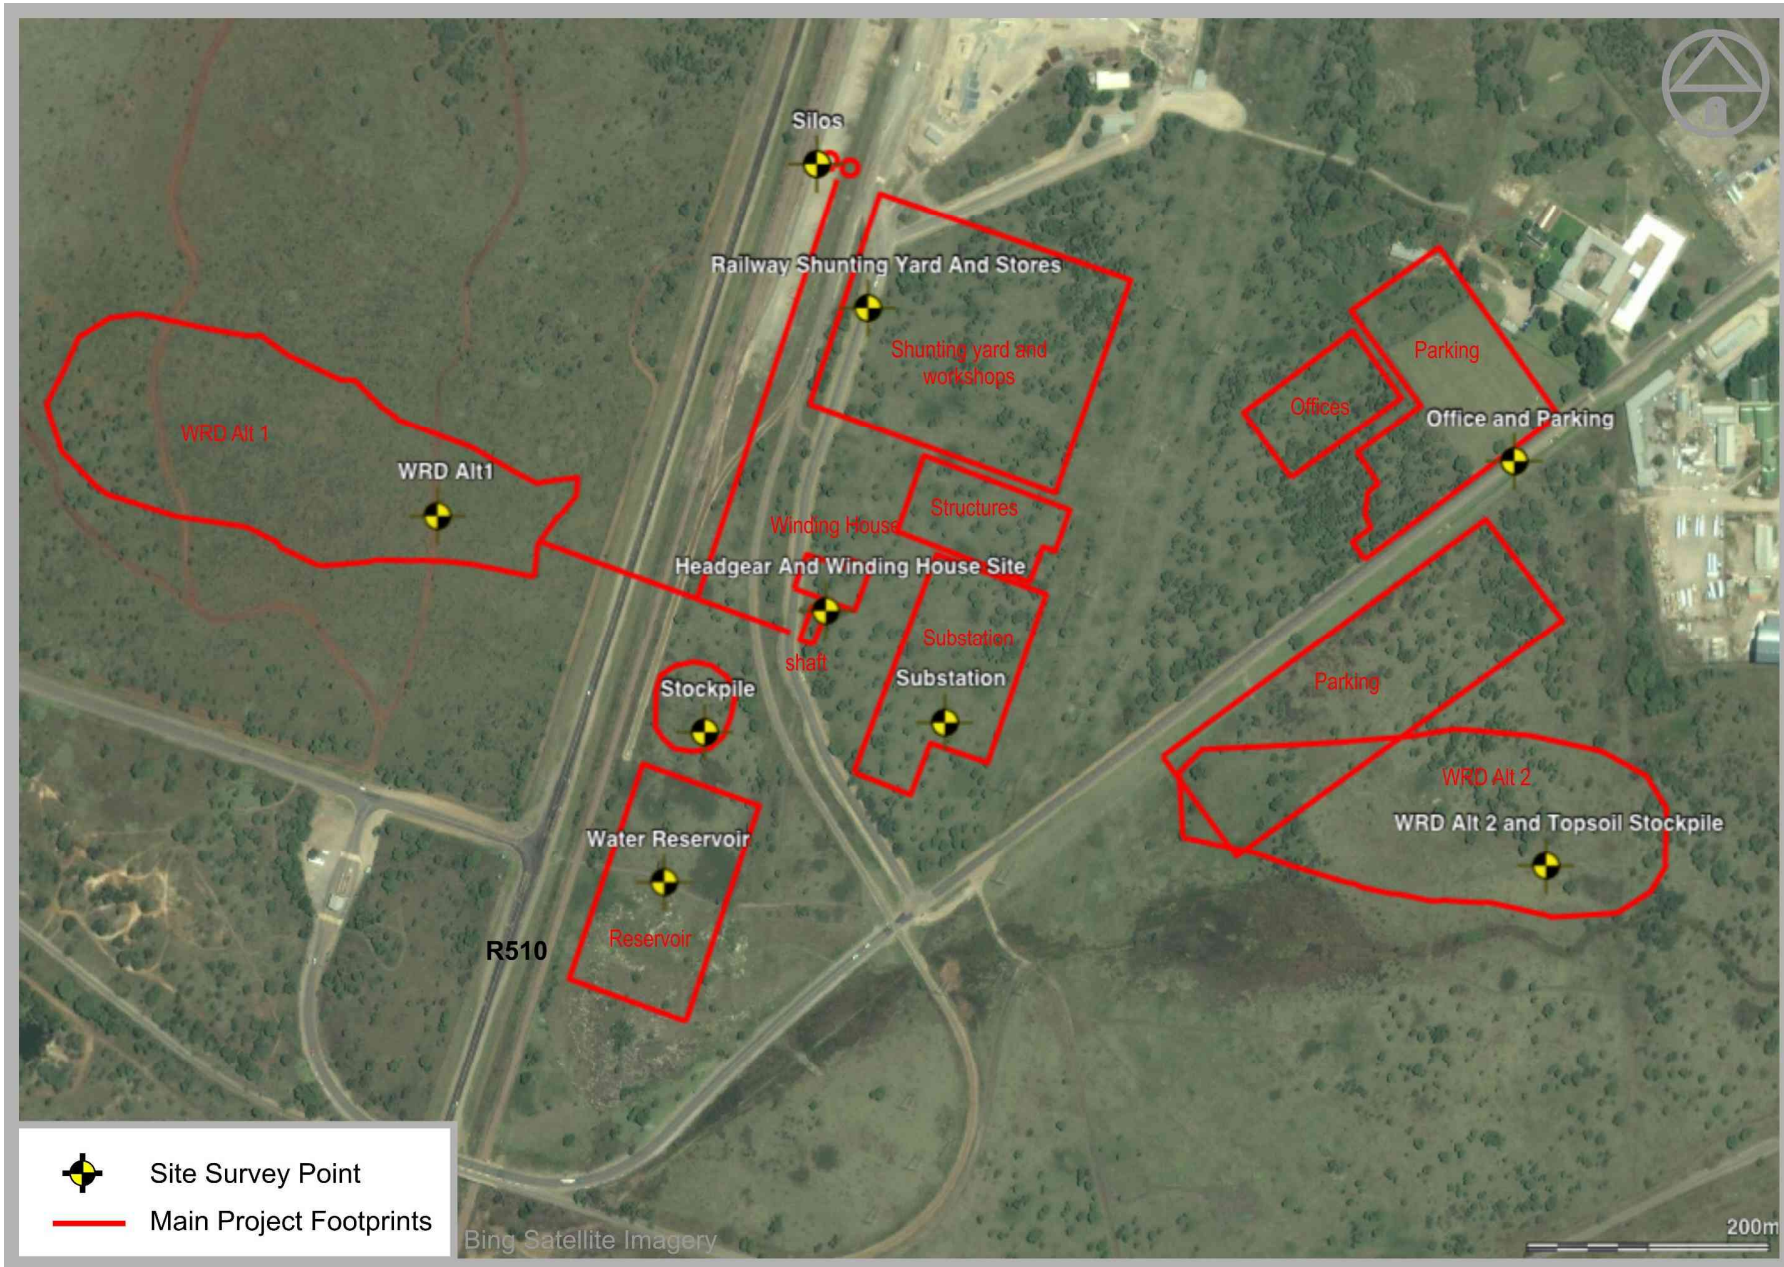 Silos
Railway Shunting Yard And Stores
Shunting yard and
workshops
Parking
Offices
Office and Parking
WRD Alt 1
WRD Alt1
Structures
Winding House
Headgear And Winding House Site
Substation
shaft
Substation
Stockpile
Parking
WRD Alt 2
WRD Alt 2 and Topsoil Stockpile
Water Reservoir
Reservoir
R510
Site Survey Point
Main Project Footprints
Bing Satellite Imagery
200m